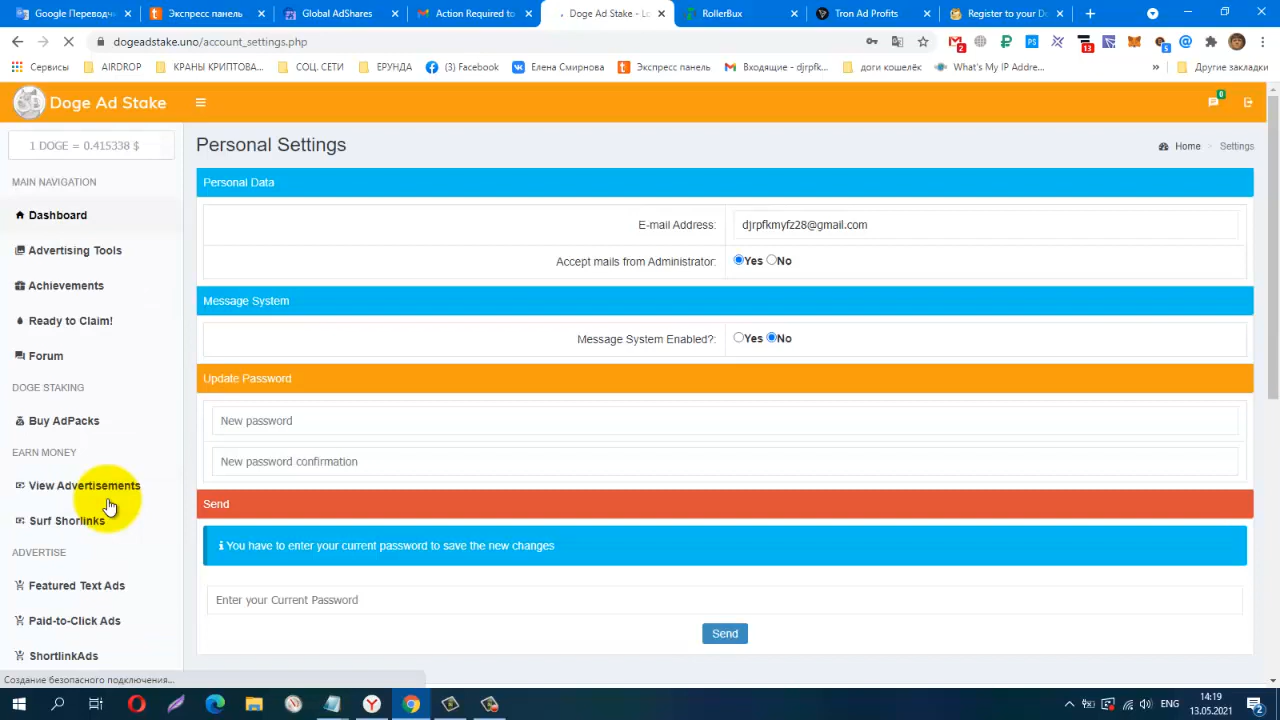 Google Переводч
Экспресс панель
Global AdShares
Action Required to
Doge Ad Stake - Lo
RollerBux
Tron Ad Profits
Register to your Do
dogeadstake.uno/account_settings.php
Сервисы
AIRDROP
КРАНЫ КРИПТОВА...
СОЦ. СЕТИ
ЕРУНДА
(3) Facebook
Елена Смирнова
Экспресс панель
Входящие - djrpfk...
доги кошелёк
What's My IP Addre...
»
Другие закладки
Doge Ad Stake
0
1 DOGE = 0.415338 $
MAIN NAVIGATION
Dashboard
Advertising Tools
Achievements
Ready to Claim!
Forum
DOGE STAKING
Buy AdPacks
EARN MONEY
View Advertisements
Surf Shorlinks
ADVERTISE
Featured Text Ads
Paid-to-Click Ads
ShortlinkAds
Personal Settings
Home > Settings
Personal Data
E-mail Address: djrpfkmyfz28@gmail.com
Accept mails from Administrator: Yes No
Message System
Message System Enabled?: Yes No
Update Password
New password
New password confirmation
Send
You have to enter your current password to save the new changes
Enter your Current Password
Send
Создание безопасного подключения...
ENG
14:19
13.05.2021
2